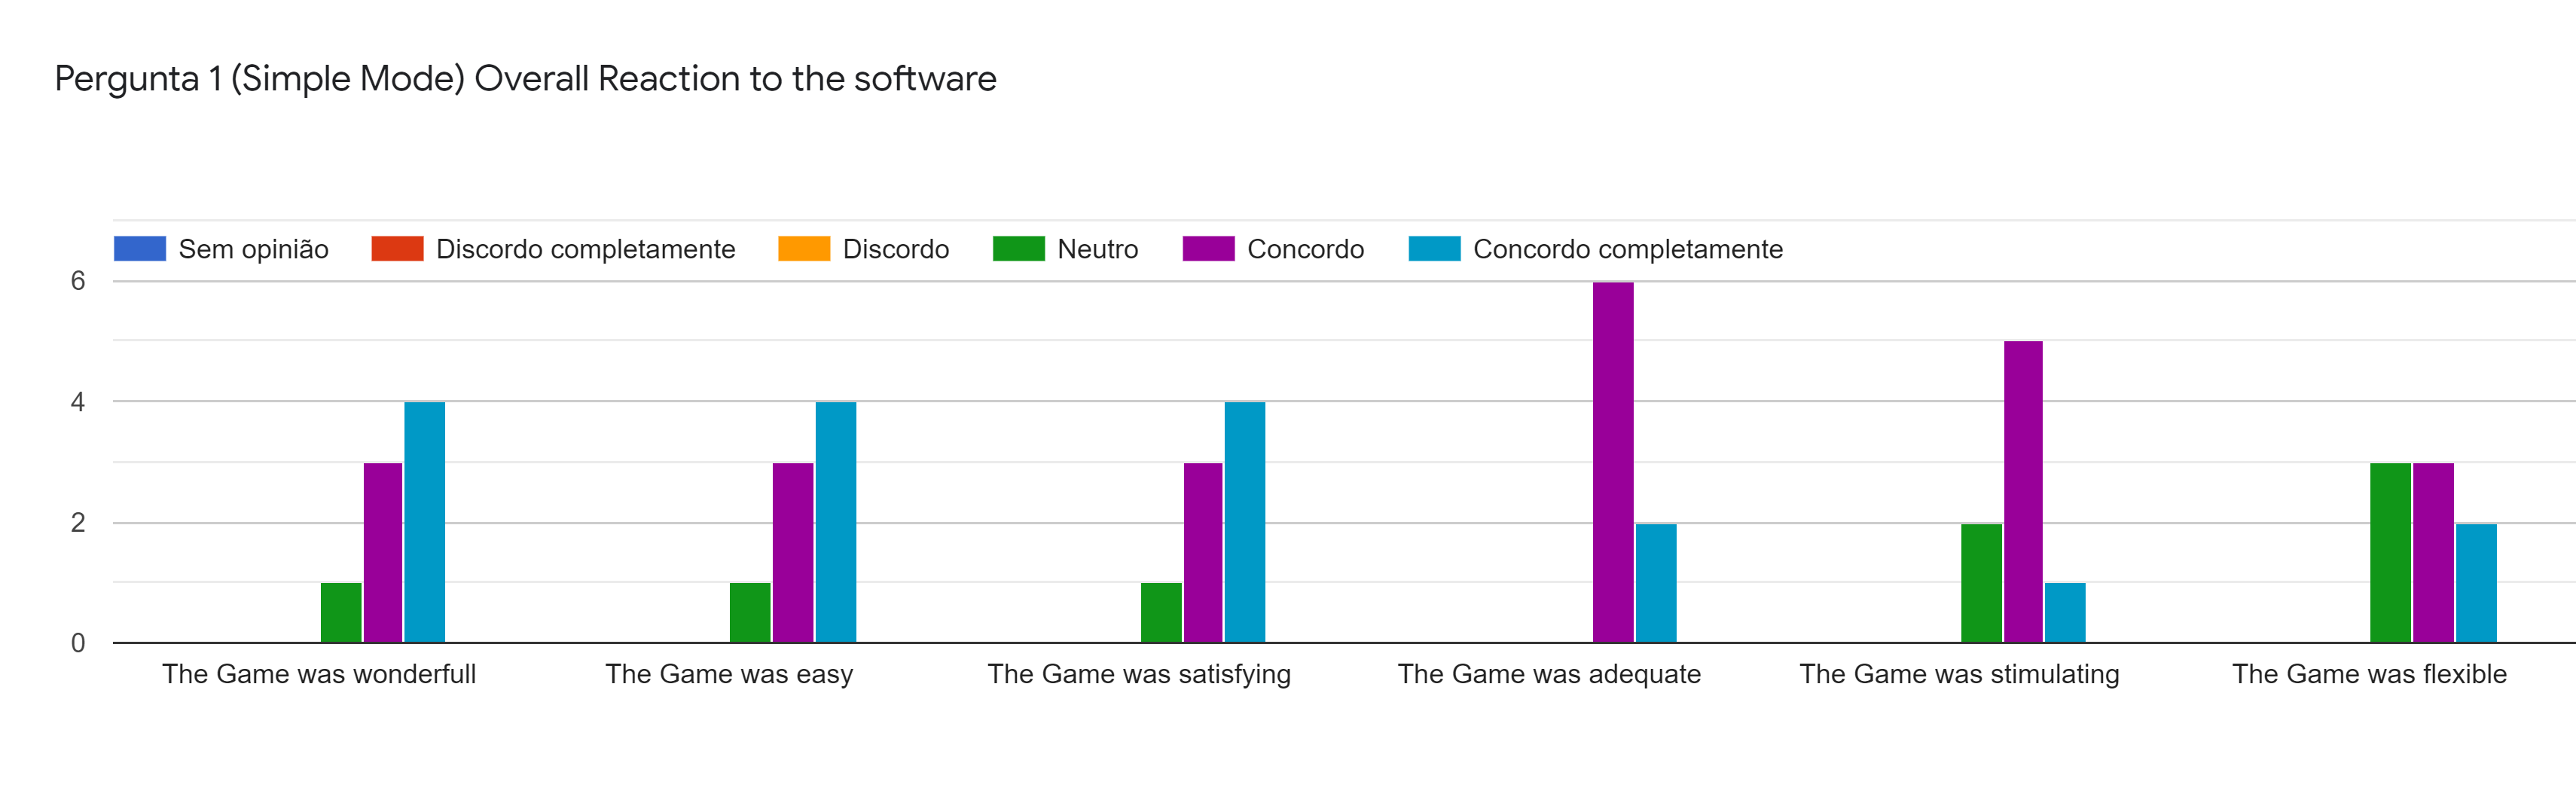 Pergunta 1 (Simple Mode) Overall Reaction to the software
Sem opinião Discordo completamente Discordo Neutro Concordo Concordo completamente
6
4
2
0
The Game was wonderfull The Game was easy The Game was satisfying The Game was adequate The Game was stimulating The Game was flexible